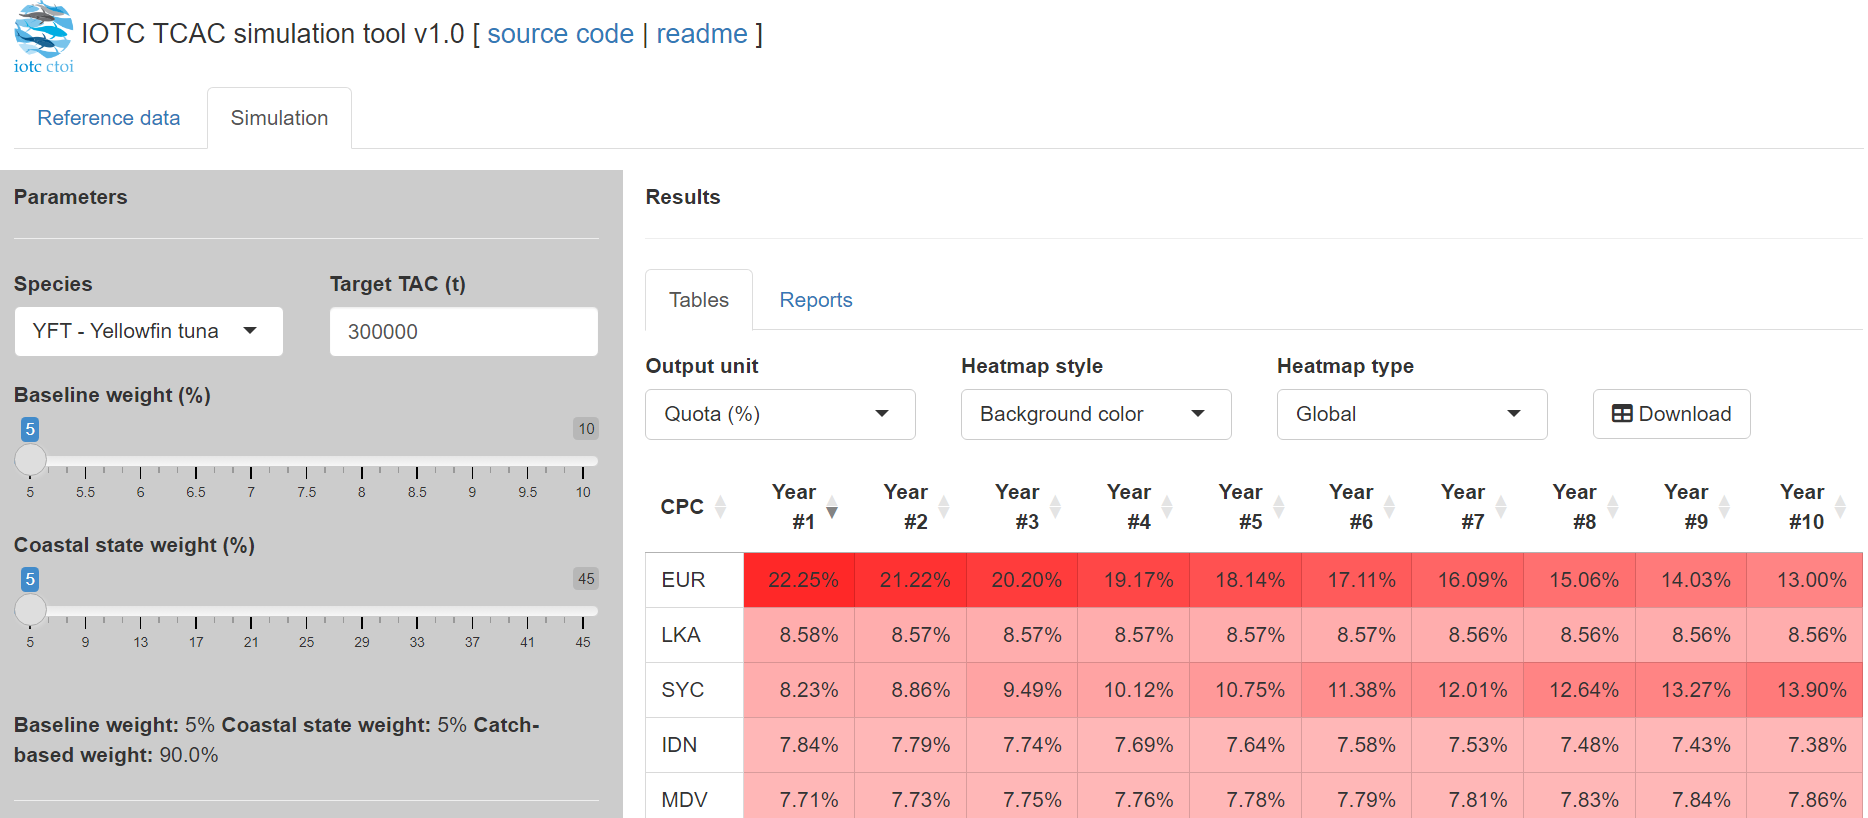 IOTC TCAC simulation tool v1.0 [ source code | readme ]
iotc ctoi
Reference data
Simulation
Parameters
Species
Target TAC (t)
YFT - Yellowfin tuna
300000
Baseline weight (%)
5
10
5 5.5 6 6.5 7 7.5 8 8.5 9 9.5 10
Coastal state weight (%)
5
45
5 9 13 17 21 25 29 33 37 41 45
Baseline weight: 5% Coastal state weight: 5% Catch-
based weight: 90.0%
Results
Tables
Reports
Output unit
Heatmap style
Heatmap type
Quota (%)
Background color
Global
Download
CPC Year #1 Year #2 Year #3 Year #4 Year #5 Year #6 Year #7 Year #8 Year #9 Year #10
EUR 22.25% 21.22% 20.20% 19.17% 18.14% 17.11% 16.09% 15.06% 14.03% 13.00%
LKA 8.58% 8.57% 8.57% 8.57% 8.57% 8.57% 8.56% 8.56% 8.56% 8.56%
SYC 8.23% 8.86% 9.49% 10.12% 10.75% 11.38% 12.01% 12.64% 13.27% 13.90%
IDN 7.84% 7.79% 7.74% 7.69% 7.64% 7.58% 7.53% 7.48% 7.43% 7.38%
MDV 7.71% 7.73% 7.75% 7.76% 7.78% 7.79% 7.81% 7.83% 7.84% 7.86%